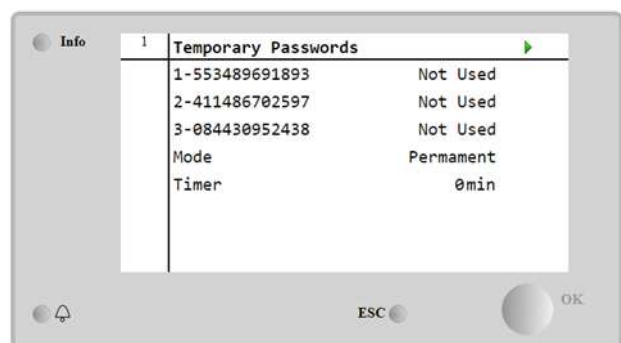 Info
1 Temporary Passwords
1-553489691893 Not Used
2-411486702597 Not Used
3-084430952438 Not Used
Mode Permament
Timer 0min
ESC
OK